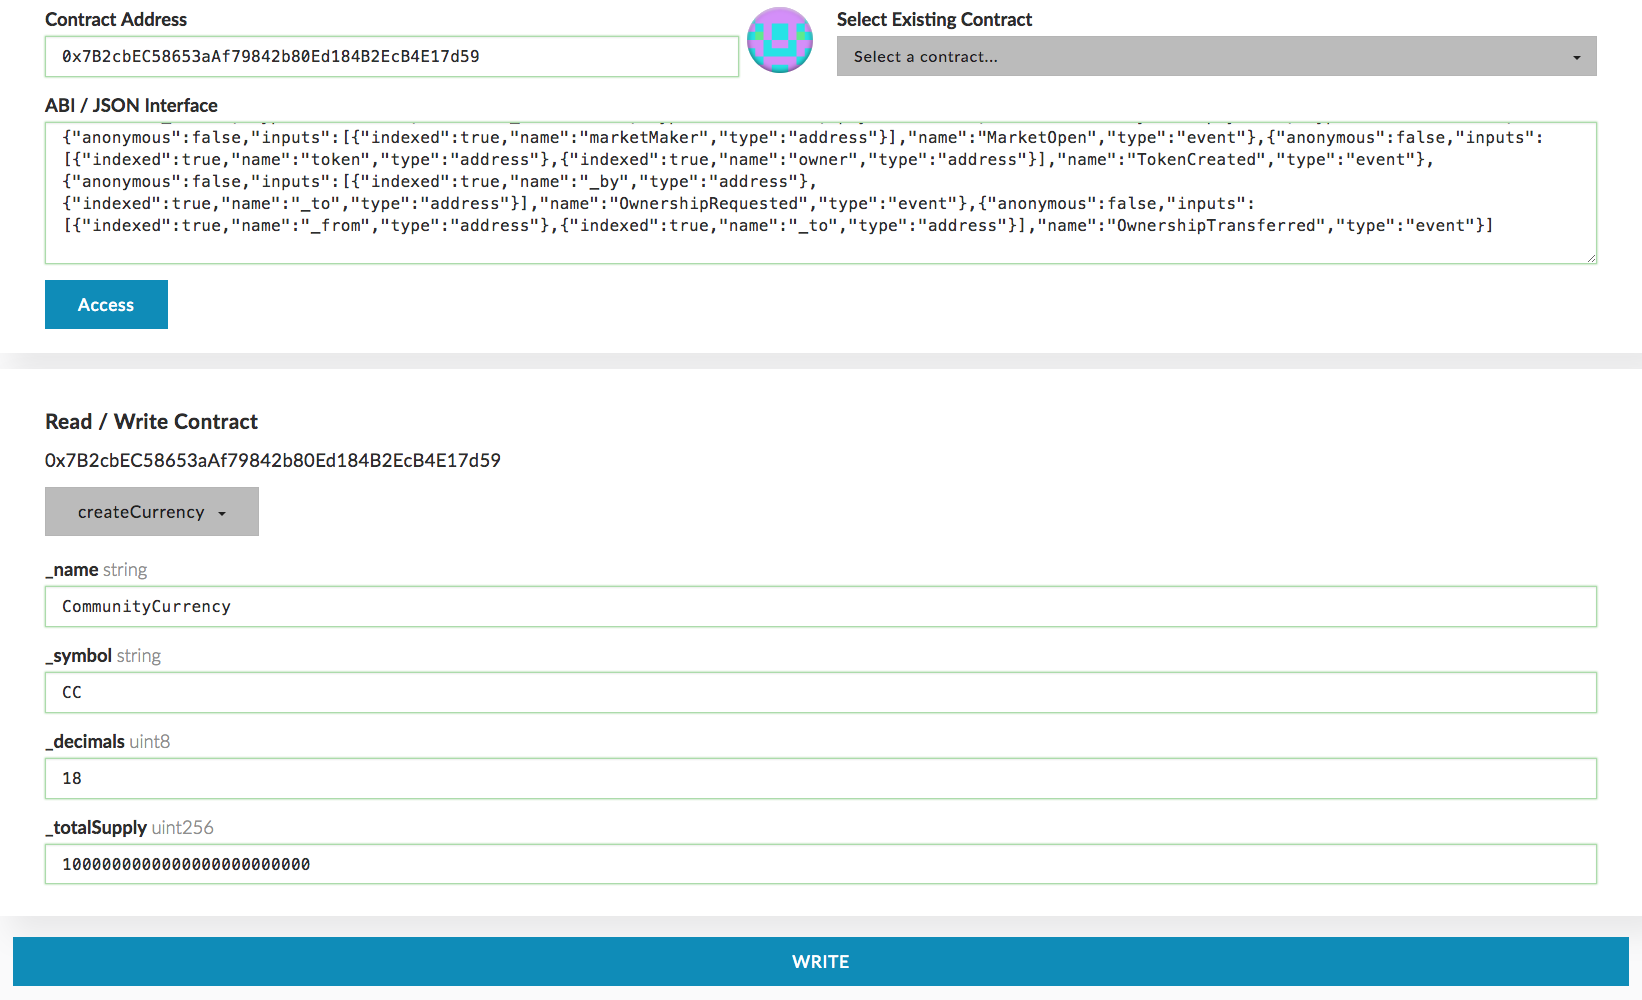 Contract Address
Select Existing Contract
0x7B2cbEC58653aAf79842b80Ed184B2EcB4E17d59
Select a contract...
ABI / JSON Interface
{"anonymous":false,"inputs":[{"indexed":true,"name":"marketMaker","type":"address"}],"name":"MarketOpen","type":"event"},{"anonymous":false,"inputs":
[{"indexed":true,"name":"token","type":"address"},{"indexed":true,"name":"owner","type":"address"}],"name":"TokenCreated","type":"event"},
{"anonymous":false,"inputs":[{"indexed":true,"name":"_by","type":"address"},
{"indexed":true,"name":"_to","type":"address"}],"name":"OwnershipRequested","type":"event"},{"anonymous":false,"inputs":
[{"indexed":true,"name":"_from","type":"address"},{"indexed":true,"name":"_to","type":"address"}],"name":"OwnershipTransferred","type":"event"}]
Access
Read / Write Contract
0x7B2cbEC58653aAf79842b80Ed184B2EcB4E17d59
createCurrency
_name string
CommunityCurrency
_symbol string
CC
_decimals uint8
18
_totalSupply uint256
1000000000000000000000000
WRITE